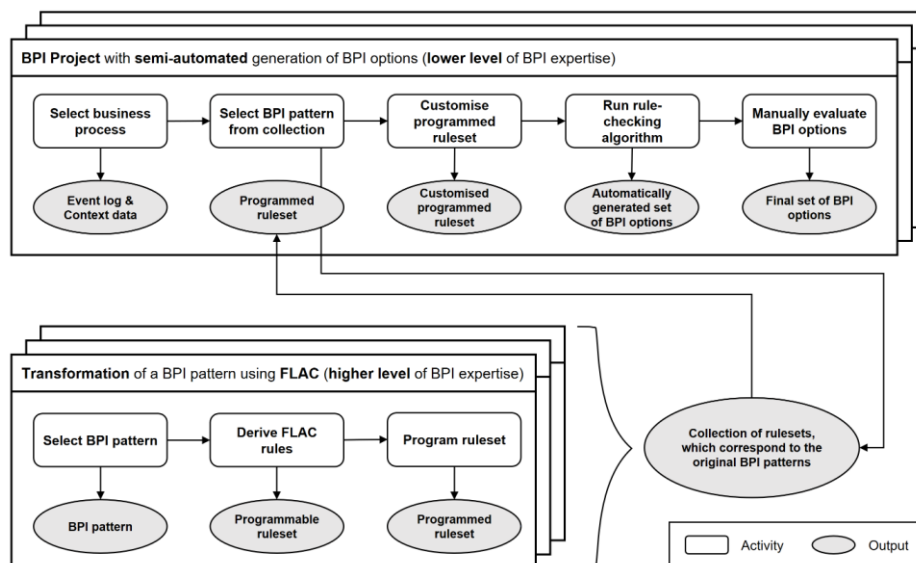 BPI Project with semi-automated generation of BPI options (lower level of BPI expertise)
Select business
process
Select BPI pattern
from collection
Customise
programmed
ruleset
Run rule-
checking
algorithm
Manually evaluate
BPI options
Event log &
Context data
Programmed
ruleset
Customised
programmed
ruleset
Automatically
generated set
of BPI options
Final set of BPI
options
Transformation of a BPI pattern using FLAC (higher level of BPI expertise)
Select BPI pattern
Derive FLAC
rules
Program ruleset
BPI pattern
Programmable
ruleset
Programmed
ruleset
Collection of rulesets,
which correspond to the
original BPI patterns
Activity
Output